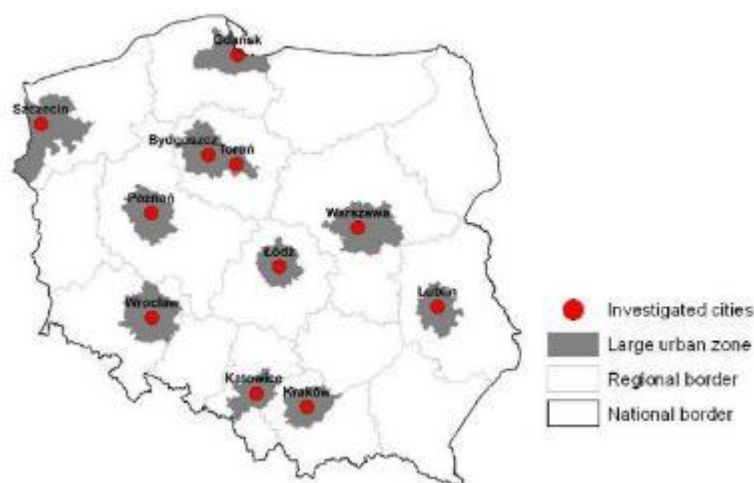 Gdańsk
Szczecin
Bydgoszcz
Toruń
Poznań
Warszawa
Łódź
Wrocław
Lublin
Katowice
Kraków
Investigated cities
Large urban zone
Regional border
National border